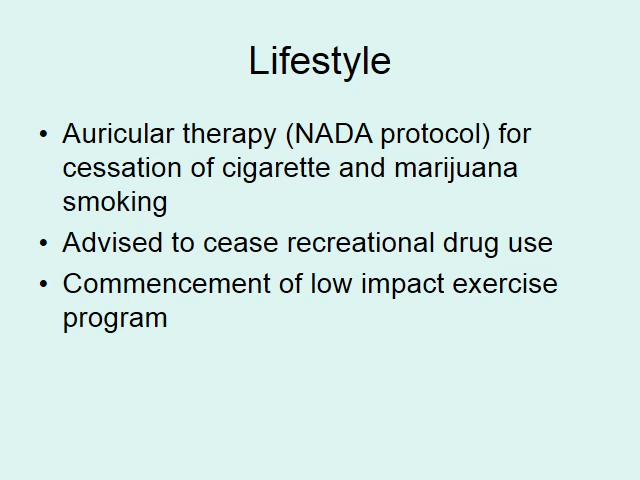 Lifestyle
• Auricular therapy (NADA protocol) for
cessation of cigarette and marijuana
smoking
• Advised to cease recreational drug use
• Commencement of low impact exercise
program